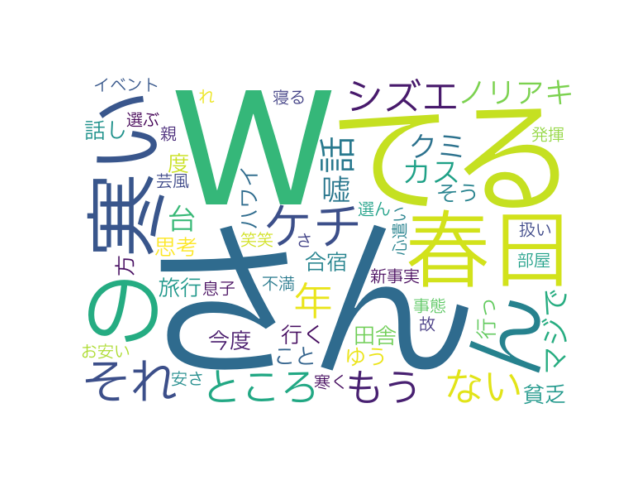 イベント
れ
寝る
シズエ
ノリアキ
寒い
w
てる
話し
選ぶ
親
クミ
発揮
度
話
カス
芸風
嘘
そう
ハワイ
ケチ
選ん
心遣い
春日
扱い
台
さん
笑笑
さ
思考
方
合宿
部屋
の
旅行
息子
不満
新事実
年
事態
行っ
ん
マジで
今度
行く
田舎
故
お安い
こと
ゆう
それ
安さ
ところ
寒く
もう
ない
貧乏